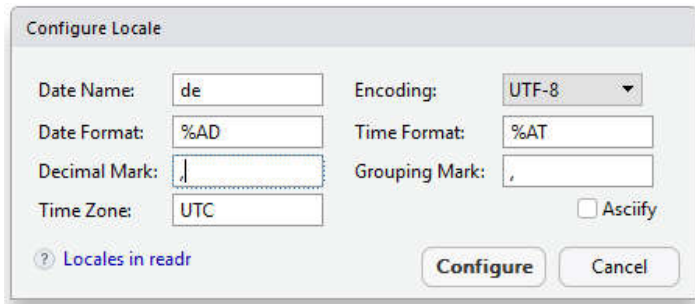 Configure Locale
Date Name: de Encoding: UTF-8
Date Format: %AD Time Format: %AT
Decimal Mark: , Grouping Mark: ,
Time Zone: UTC Asciify
? Locales in readr Configure Cancel